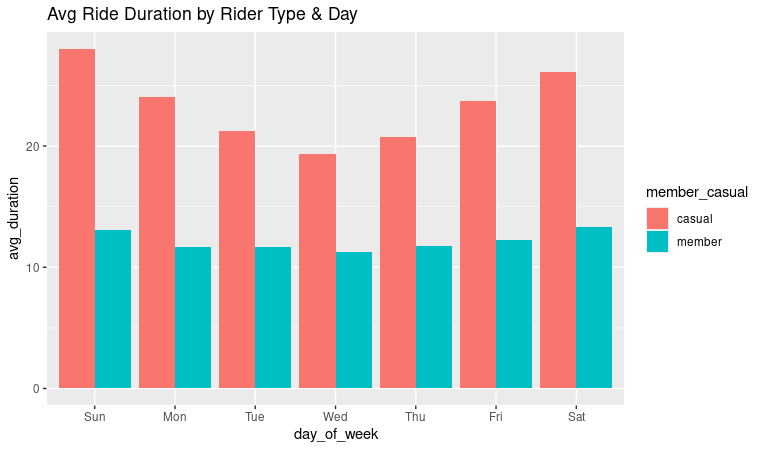 Avg Ride Duration by Rider Type & Day
avg_duration
20
10
0
Sun Mon Tue Wed Thu Fri Sat
day_of_week
member_casual
casual
member